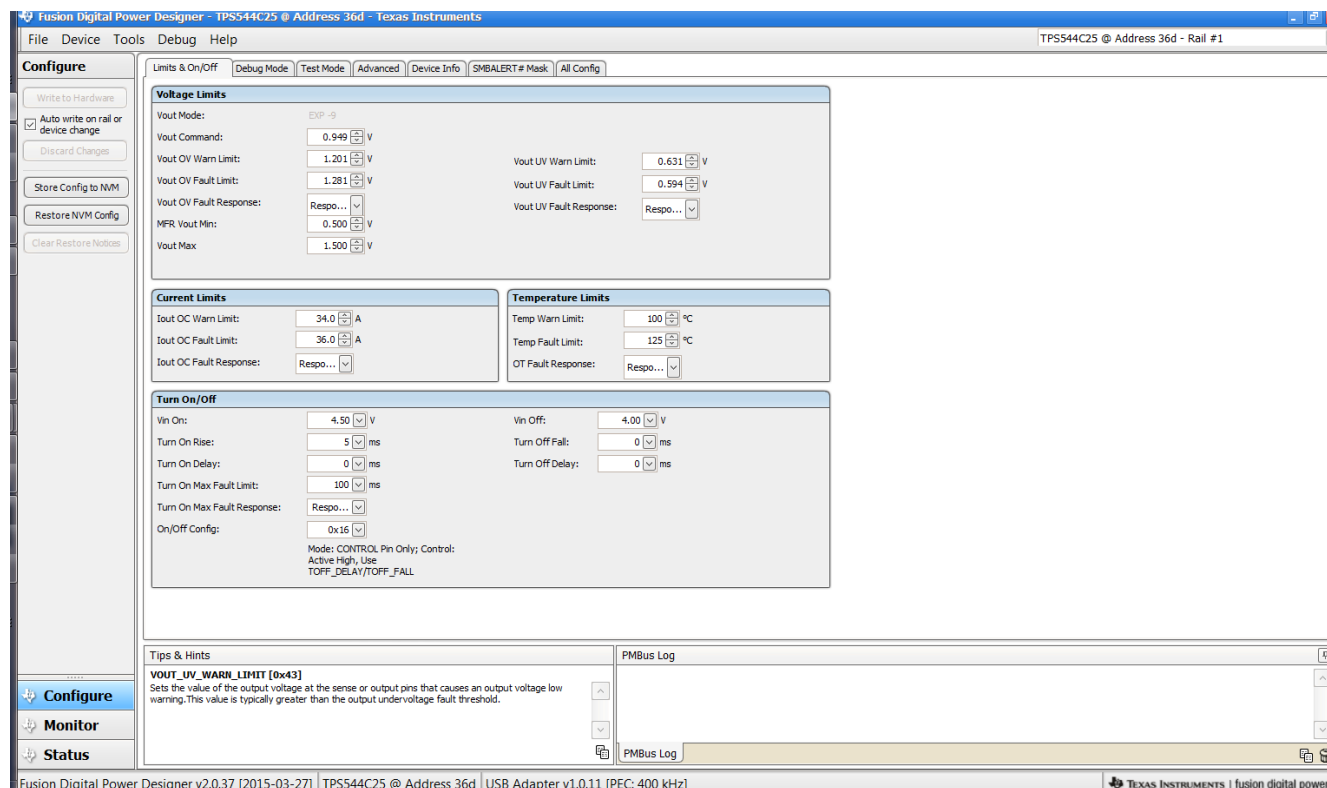 Fusion Digital Power Designer - TPS544C25 @ Address 36d - Texas Instruments
File Device Tools Debug Help
TPS544C25 @ Address 36d - Rail #1
Configure
Write to Hardware
Auto write on rail or
device change
Discard Changes
Store Config to NVM
Restore NVM Config
Clear Restore Notices
Limits & On/Off Debug Mode Test Mode Advanced Device Info SMBALERT# Mask All Config
Voltage Limits
Vout Mode: EXP -9
Vout Command: 0.949 V
Vout OV Warn Limit: 1.201 V
Vout UV Warn Limit: 0.631 V
Vout OV Fault Limit: 1.281 V
Vout UV Fault Limit: 0.594 V
Vout OV Fault Response: Respo...
Vout UV Fault Response: Respo...
MFR Vout Min: 0.500 V
Vout Max 1.500 V
Current Limits
Iout OC Warn Limit: 34.0 A
Iout OC Fault Limit: 36.0 A
Iout OC Fault Response: Respo...
Temperature Limits
Temp Warn Limit: 100 ºC
Temp Fault Limit: 125 ºC
OT Fault Response: Respo...
Turn On/Off
Vin On: 4.50 V Vin Off: 4.00 V
Turn On Rise: 5 ms Turn Off Fall: 0 ms
Turn On Delay: 0 ms Turn Off Delay: 0 ms
Turn On Max Fault Limit: 100 ms
Turn On Max Fault Response: Respo...
On/Off Config: 0x16
Mode: CONTROL Pin Only; Control:
Active High, Use
TOFF_DELAY/TOFF_FALL
Tips & Hints
VOUT_UV_WARN_LIMIT [0x43]
Sets the value of the output voltage at the sense or output pins that causes an output voltage low
warning.This value is typically greater than the output undervoltage fault threshold.
PMBus Log
PMBus Log
Configure
Monitor
Status
Fusion Digital Power Designer v2.0.37 [2015-03-27] TPS544C25 @ Address 36d USB Adapter v1.0.11 [PEC: 400 kHz]
TEXAS INSTRUMENTS | fusion digital power